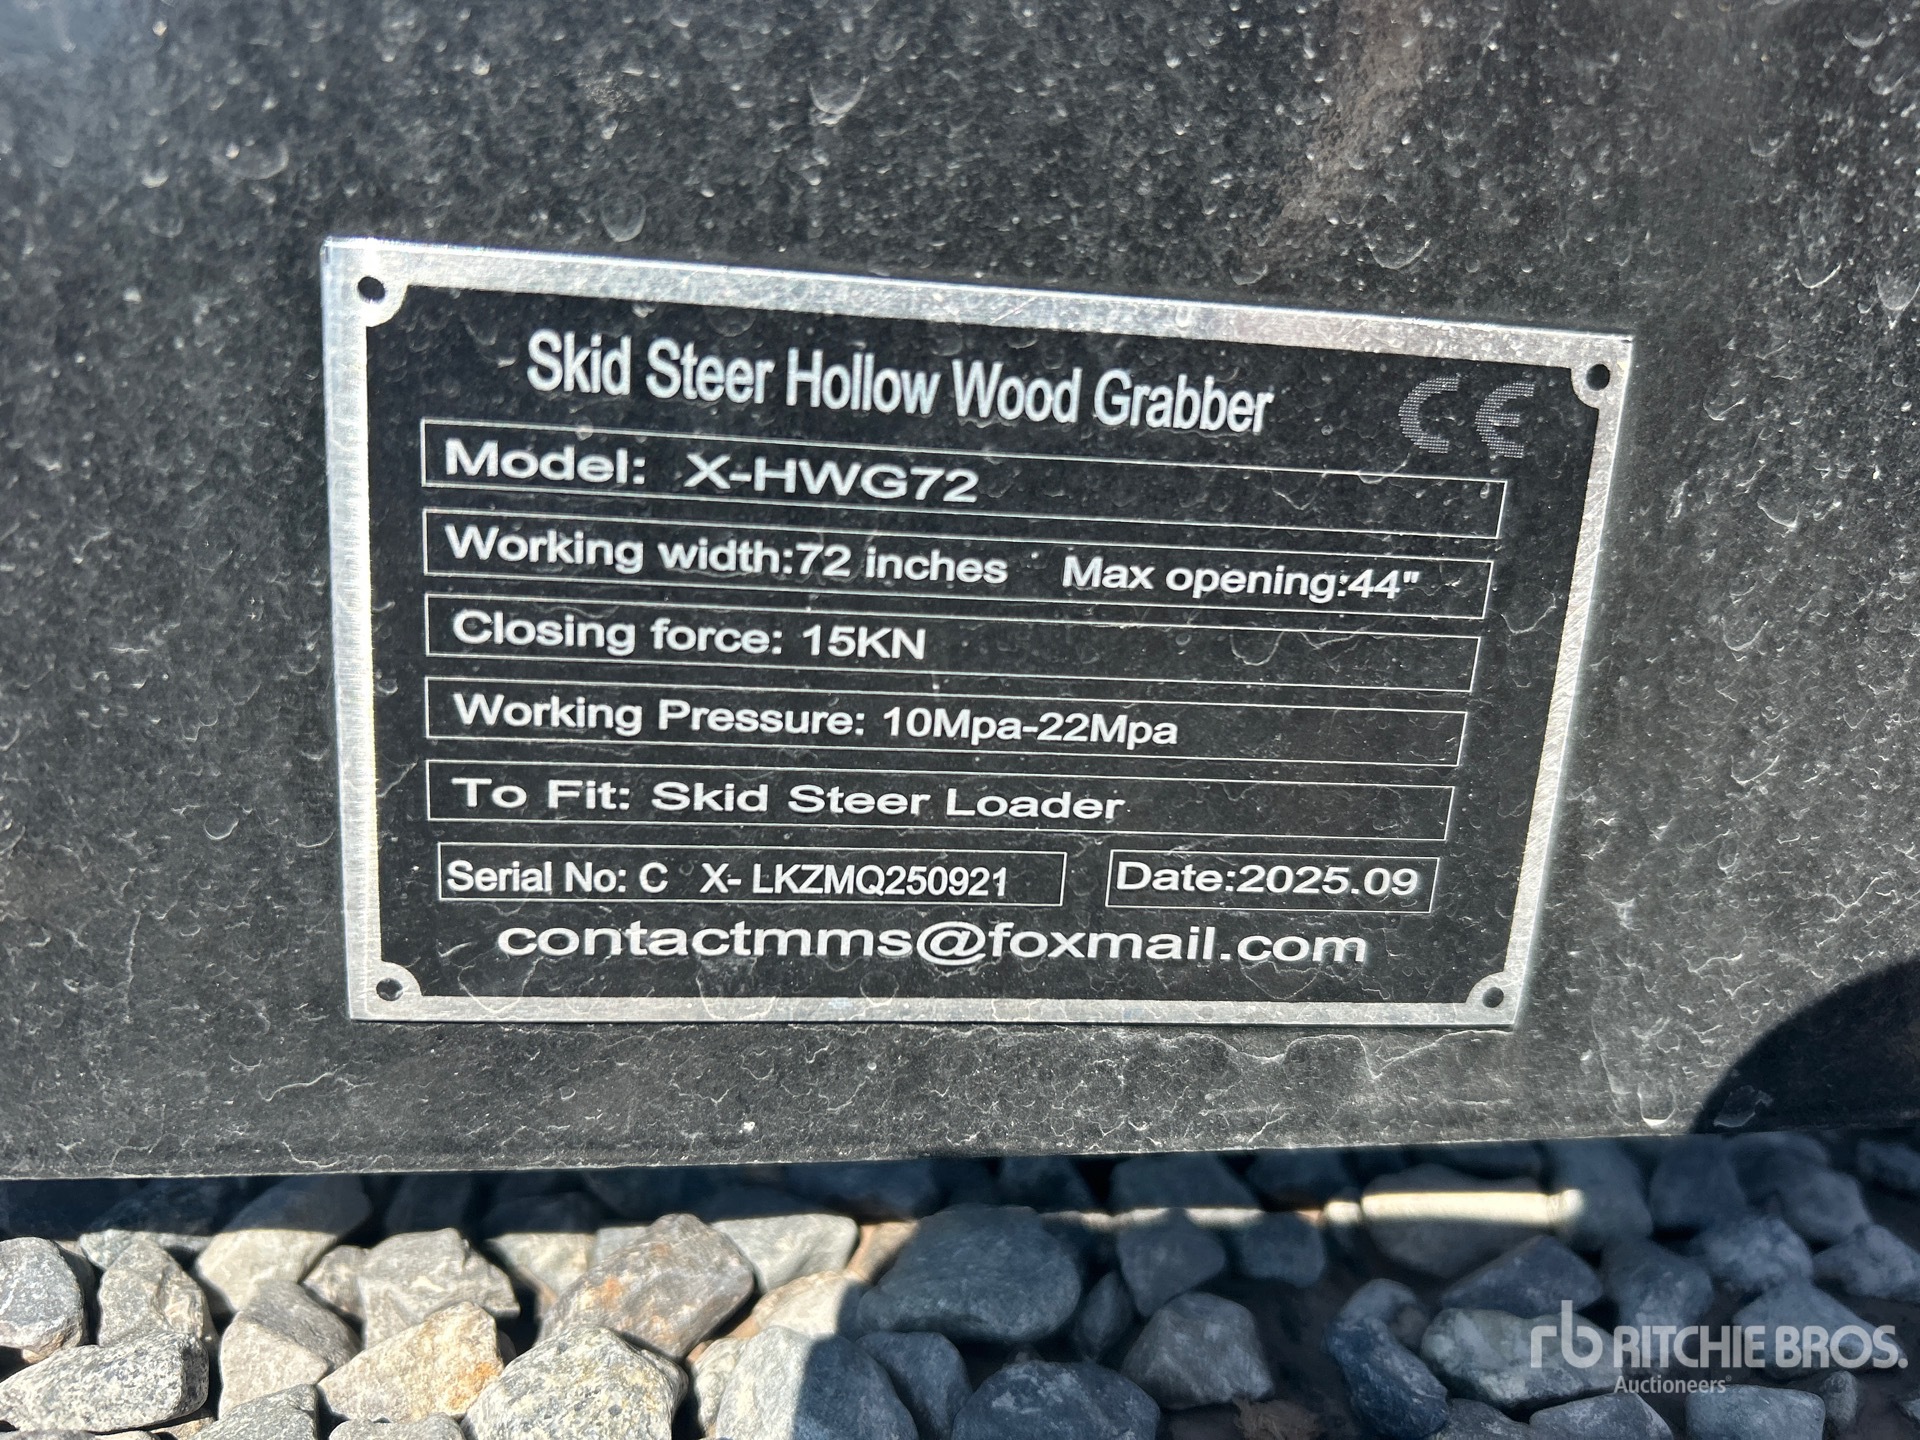 Skid Steer Hollow Wood Grabber
CE
Model: X-HWG72
Working width:72 inches Max opening:44"
Closing force: 15KN
Working Pressure: 10Mpa-22Mpa
To Fit: Skid Steer Loader
Serial No: C X- LKZMQ250921
Date:2025.09
contactmms@foxmail.com
rb RITCHIE BROS.
Auctioneers